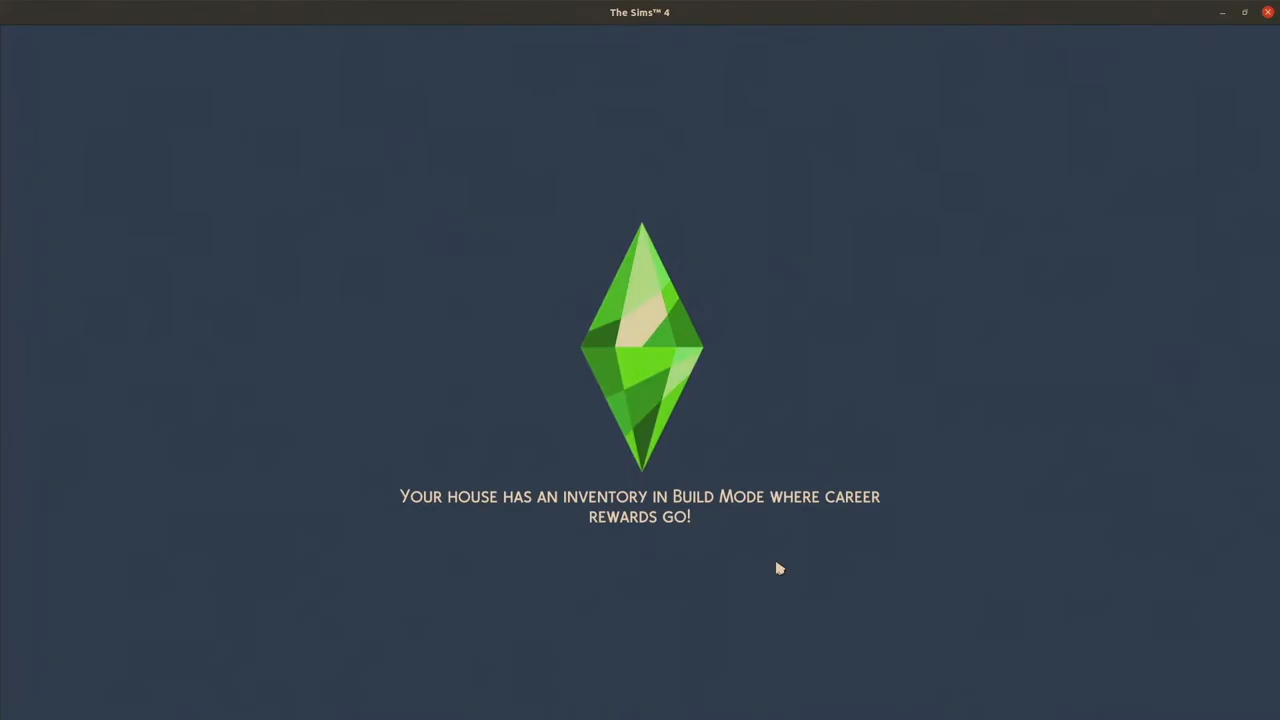 The Sims™ 4
Your house has an inventory in Build Mode where career
rewards go!